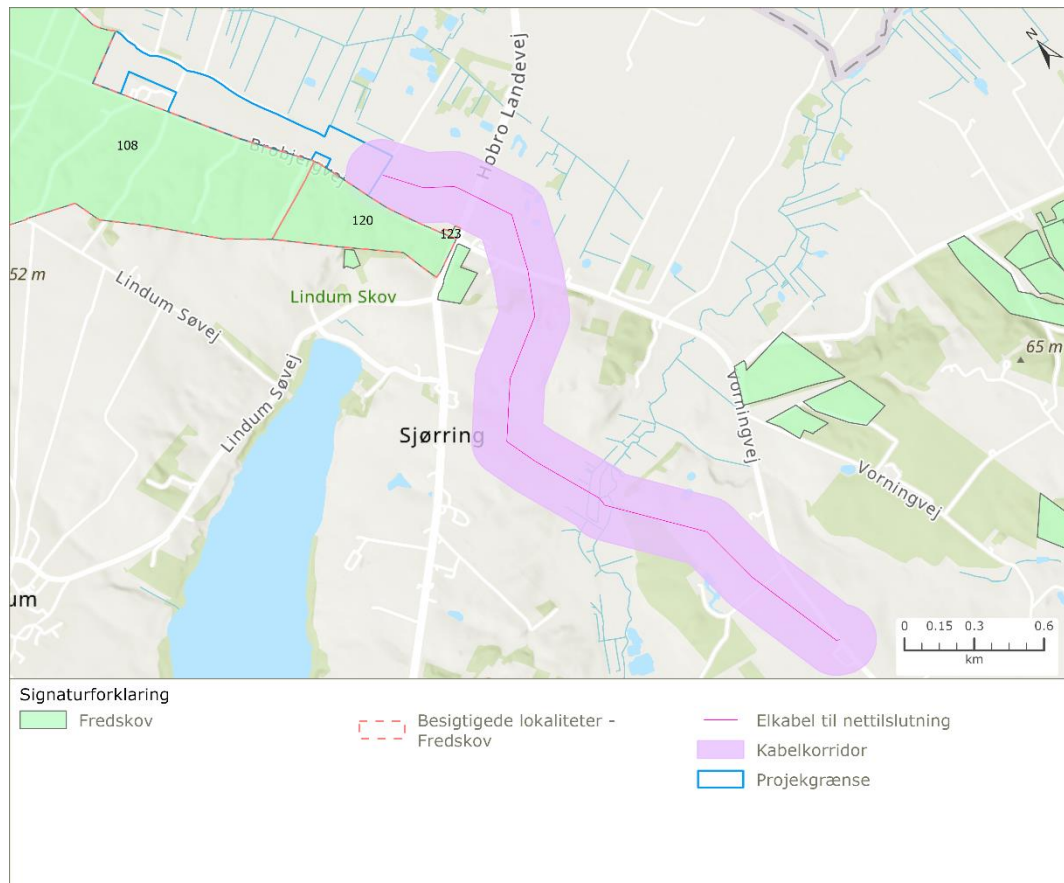 N
Hobro Landevej
108
Brobjergvej
120
123
52 m
Lindum Skov
Lindum Søvej
65 m
Lindum Søvej
Vorningvej
Sjørring
Vorningvej
um
0 0.15 0.3 0.6
km
Signaturforklaring
Fredskov
Besigtigede lokaliteter -
Fredskov
Elkabel til nettilslutning
Kabelkorridor
Projekgrænse